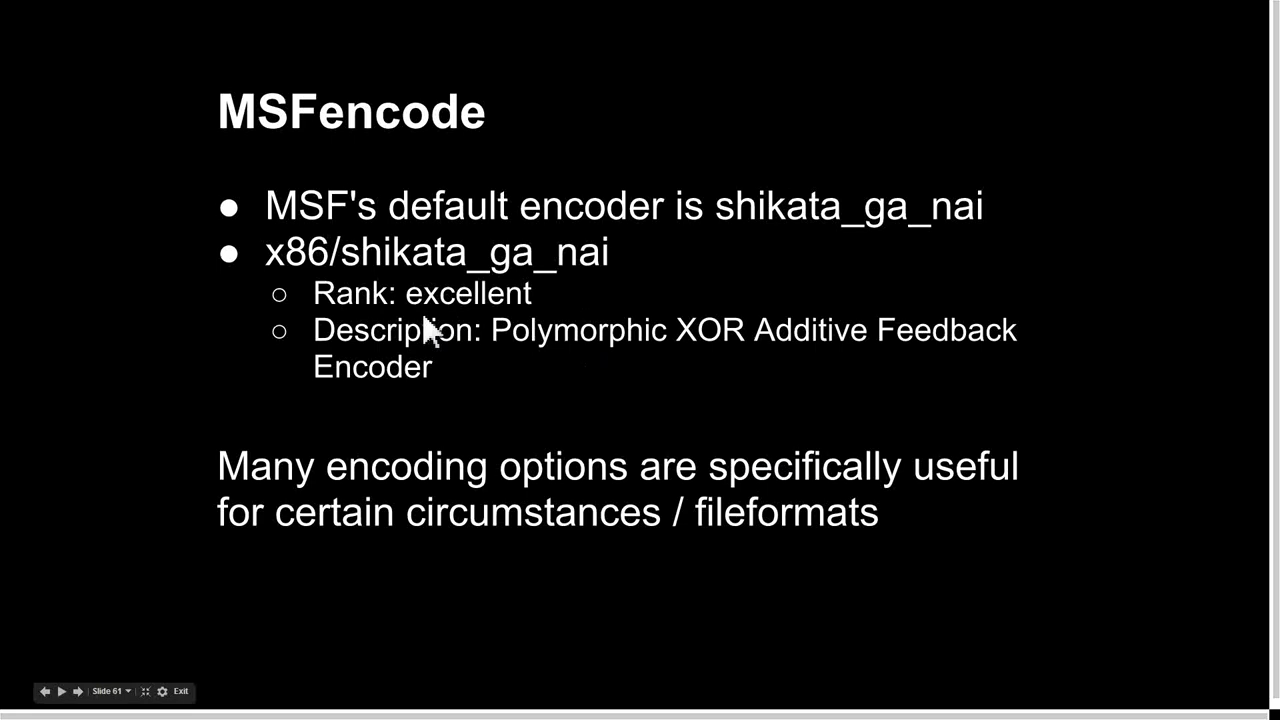 MSFencode
● MSF's default encoder is shikata_ga_nai
● x86/shikata_ga_nai
○ Rank: excellent
○ Description: Polymorphic XOR Additive Feedback
Encoder
Many encoding options are specifically useful
for certain circumstances / fileformats
Slide 61 Exit